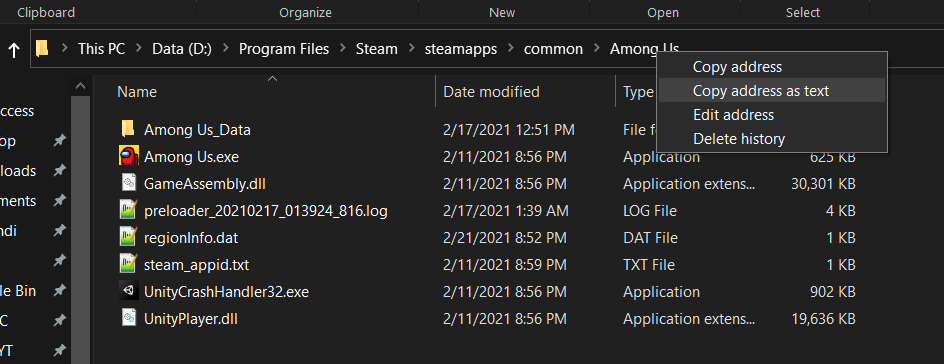 Clipboard Organize New Open Select
This PC > Data (D:) > Program Files > Steam > steamapps > common > Among Us
Copy address
Copy address as text
Edit address
Delete history
Name Date modified Type
Among Us_Data 2/17/2021 12:51 PM File f
Among Us.exe 2/11/2021 8:56 PM Application 625 KB
GameAssembly.dll 2/11/2021 8:56 PM Application extens... 30,301 KB
preloader_20210217_013924_816.log 2/17/2021 1:39 AM LOG File 4 KB
regionInfo.dat 2/21/2021 8:52 PM DAT File 1 KB
steam_appid.txt 2/11/2021 8:59 PM TXT File 1 KB
UnityCrashHandler32.exe 2/11/2021 8:56 PM Application 902 KB
UnityPlayer.dll 2/11/2021 8:56 PM Application extens... 19,636 KB
ccess
op
loads
ments
ndi
le Bin
C
YT